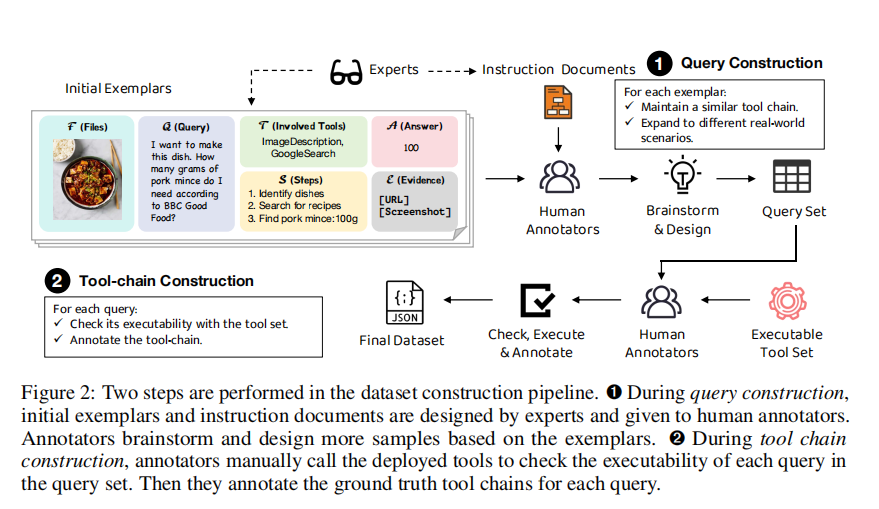 Initial Exemplars
Experts
Instruction Documents
❶ Query Construction
For each exemplar:
✓ Maintain a similar tool chain.
✓ Expand to different real-world
scenarios.
F (Files)
Q (Query)
I want to make
this dish. How
many grams of
pork mince do I
need according
to BBC Good
Food?
T (Involved Tools)
ImageDescription,
GoogleSearch
A (Answer)
100
S (Steps)
1. Identify dishes
2. Search for recipes
3. Find pork mince:100g
E (Evidence)
[URL]
[Screenshot]
Human
Annotators
Brainstorm
& Design
Query Set
❷ Tool-chain Construction
For each query:
✓ Check its executability with the tool set.
✓ Annotate the tool-chain.
{;}
JSON
Final Dataset
Check, Execute
& Annotate
Human
Annotators
Executable
Tool Set
Figure 2: Two steps are performed in the dataset construction pipeline. ❶ During query construction,
initial exemplars and instruction documents are designed by experts and given to human annotators.
Annotators brainstorm and design more samples based on the exemplars. ❷ During tool chain
construction, annotators manually call the deployed tools to check the executability of each query in
the query set. Then they annotate the ground truth tool chains for each query.